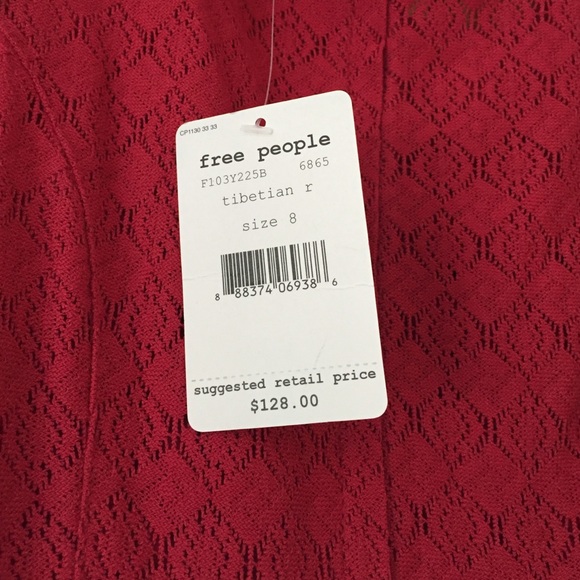 CP1130 33 33
free people
F103Y225B 6865
tibetian r
size 8
8 88374 06938 6
suggested retail price
$128.00